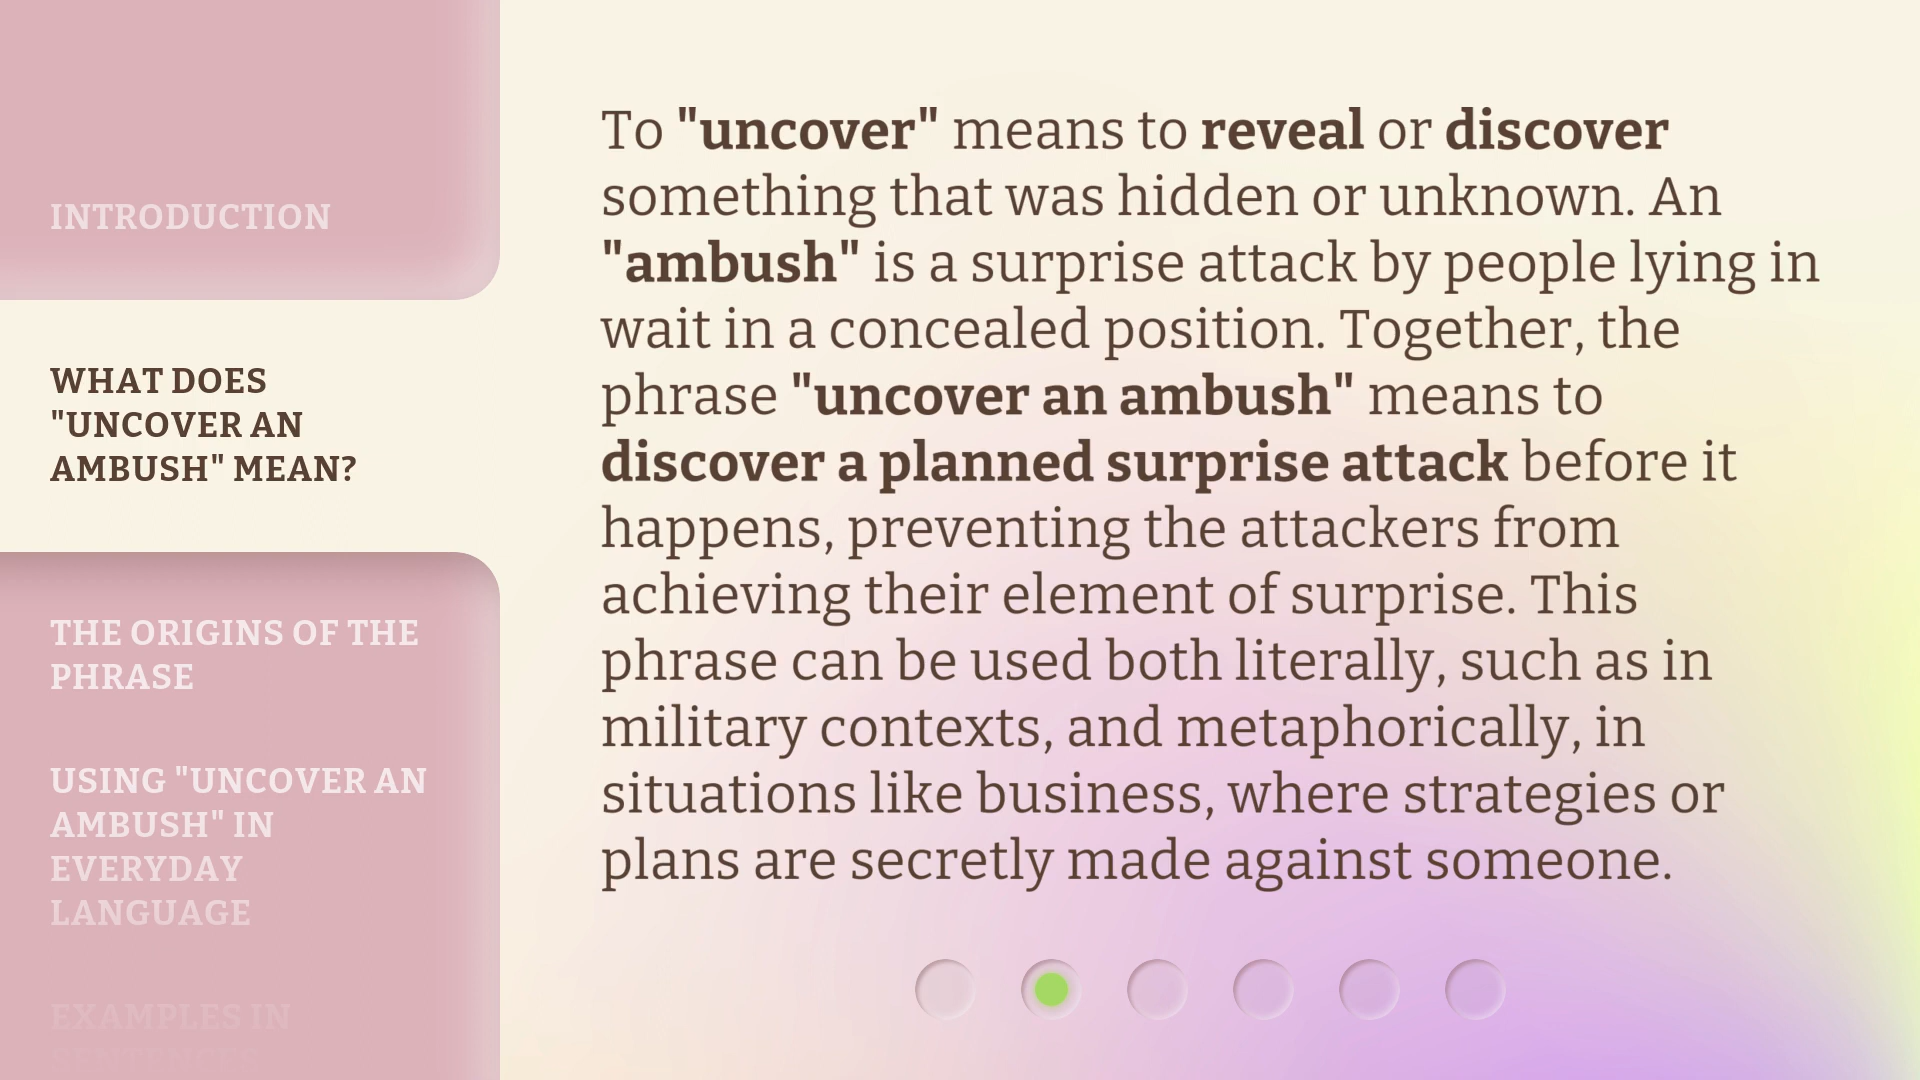 INTRODUCTION
WHAT DOES
"UNCOVER AN
AMBUSH" MEAN?
THE ORIGINS OF THE
PHRASE
USING "UNCOVER AN
AMBUSH" IN
EVERYDAY
LANGUAGE
EXAMPLES IN
SENTENCES
To "uncover" means to reveal or discover
something that was hidden or unknown. An
"ambush" is a surprise attack by people lying in
wait in a concealed position. Together, the
phrase "uncover an ambush" means to
discover a planned surprise attack before it
happens, preventing the attackers from
achieving their element of surprise. This
phrase can be used both literally, such as in
military contexts, and metaphorically, in
situations like business, where strategies or
plans are secretly made against someone.